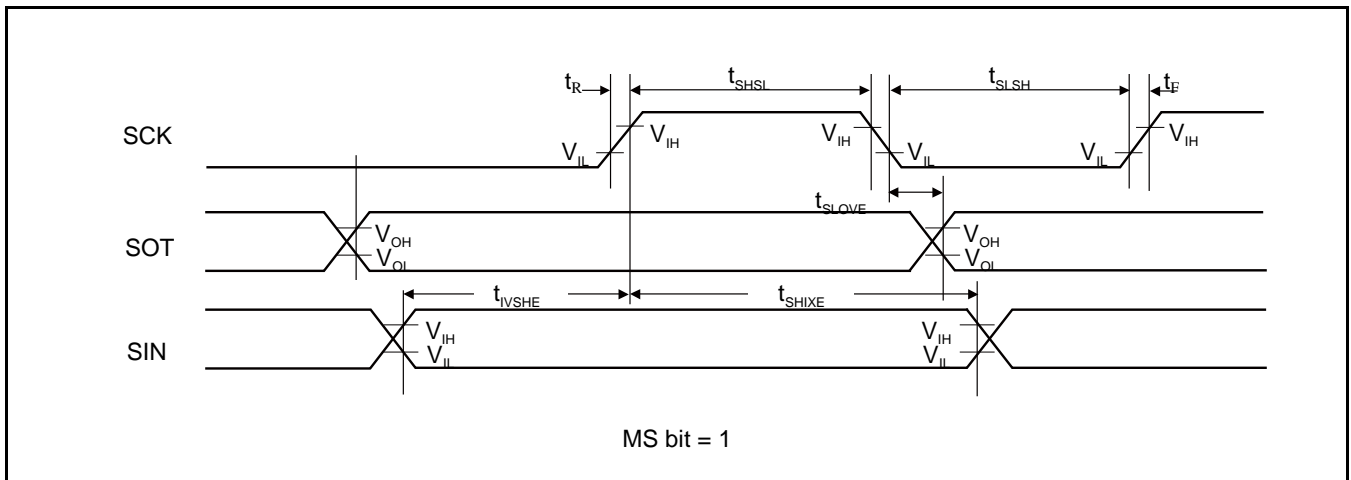 tR tSHSL tSLSH tF
SCK VIL VIH VIH VIL VIL VIH
tSLOVE
SOT VOH VOL VOH VOL
tIVSHE tSHIXE
SIN VIH VIL VIH VIL
MS bit = 1